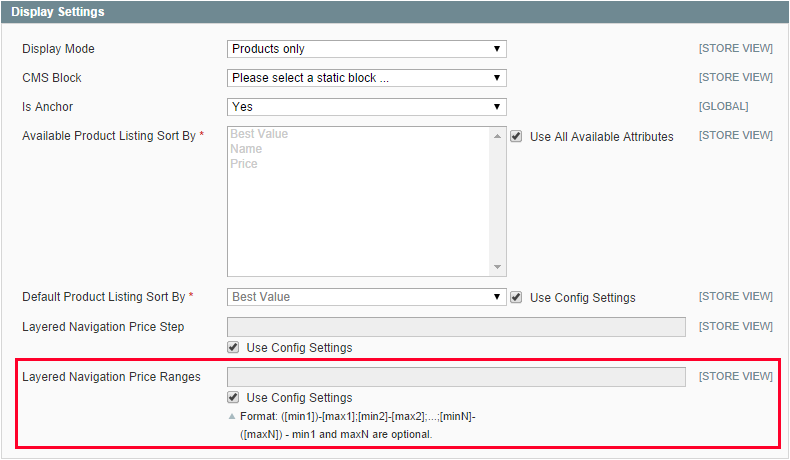 Display Settings
Display Mode Products only [STORE VIEW]
CMS Block Please select a static block ... [STORE VIEW]
Is Anchor Yes [GLOBAL]
Available Product Listing Sort By * Best Value Use All Available Attributes [STORE VIEW]
Name
Price
Default Product Listing Sort By * Best Value Use Config Settings [STORE VIEW]
Layered Navigation Price Step [STORE VIEW]
Use Config Settings
Layered Navigation Price Ranges [STORE VIEW]
Use Config Settings
Format: ([min1])-[max1];[min2]-[max2];...;[minN]-
([maxN]) - min1 and maxN are optional.